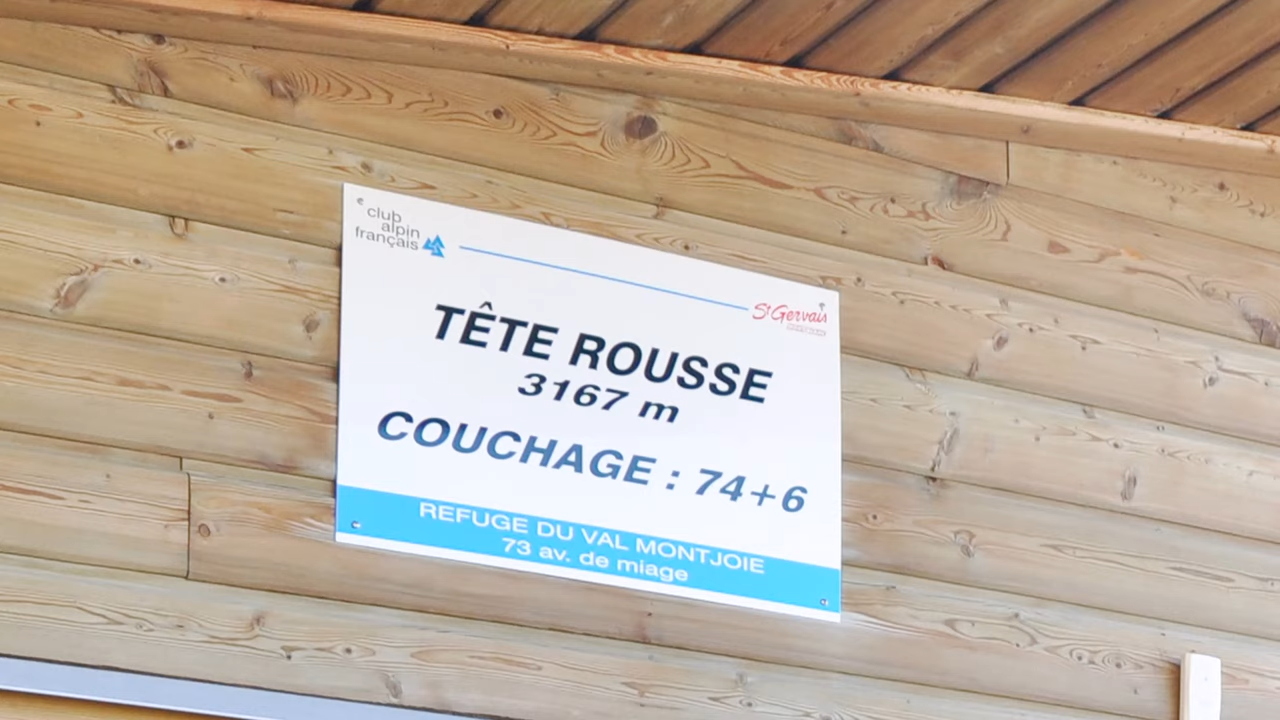 club
alpin
français
St Gervais
TÊTE ROUSSE
3167 m
COUCHAGE : 74+6
REFUGE DU VAL MONTJOIE
73 av. de miage